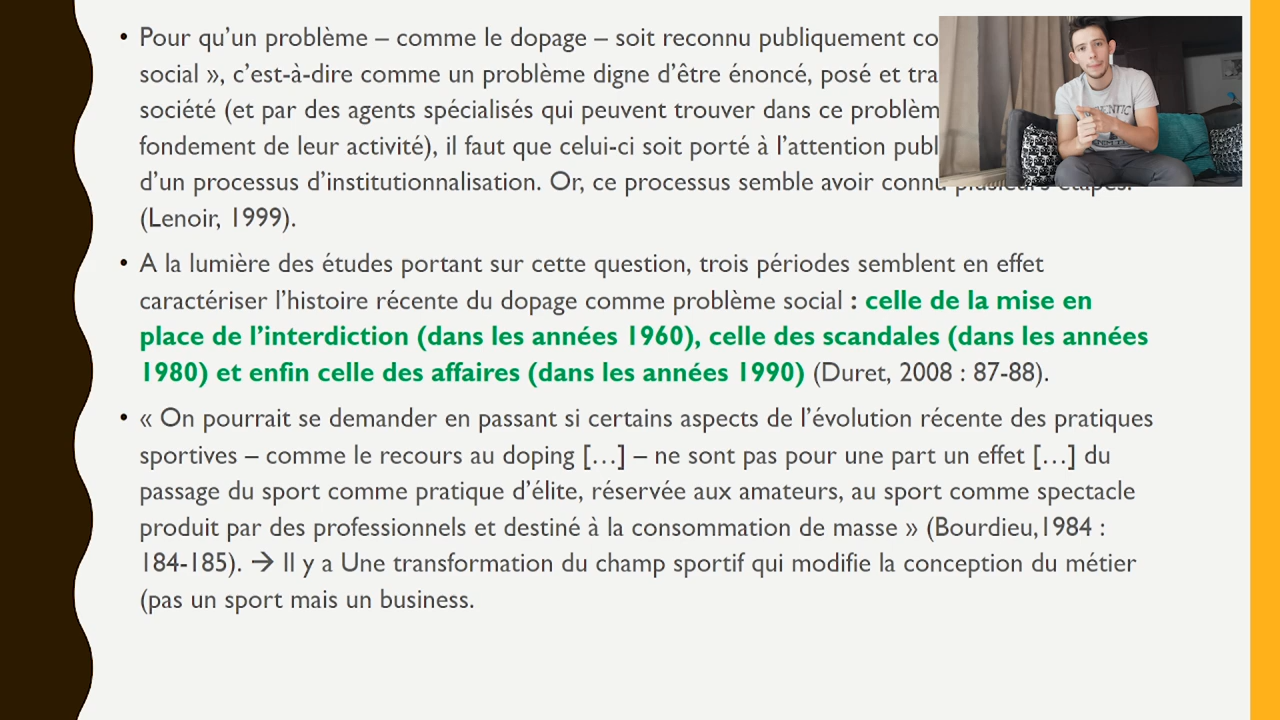 • Pour qu’un problème – comme le dopage – soit reconnu publiquement
social », c’est-à-dire comme un problème digne d’être énoncé, posé et
société (et par des agents spécialisés qui peuvent trouver dans ce
fondement de leur activité), il faut que celui-ci soit porté à l’attention
d’un processus d’institutionnalisation. Or, ce processus semble avoir connu plusieurs étapes.
(Lenoir, 1999).
• A la lumière des études portant sur cette question, trois périodes semblent en effet
caractériser l’histoire récente du dopage comme problème social : celle de la mise en
place de l’interdiction (dans les années 1960), celle des scandales (dans les années
1980) et enfin celle des affaires (dans les années 1990) (Duret, 2008 : 87-88).
• « On pourrait se demander en passant si certains aspects de l’évolution récente des pratiques
sportives – comme le recours au doping […] – ne sont pas pour une part un effet […] du
passage du sport comme pratique d’élite, réservée aux amateurs, au sport comme spectacle
produit par des professionnels et destiné à la consommation de masse » (Bourdieu,1984 :
184-185). → Il y a Une transformation du champ sportif qui modifie la conception du métier
(pas un sport mais un business.